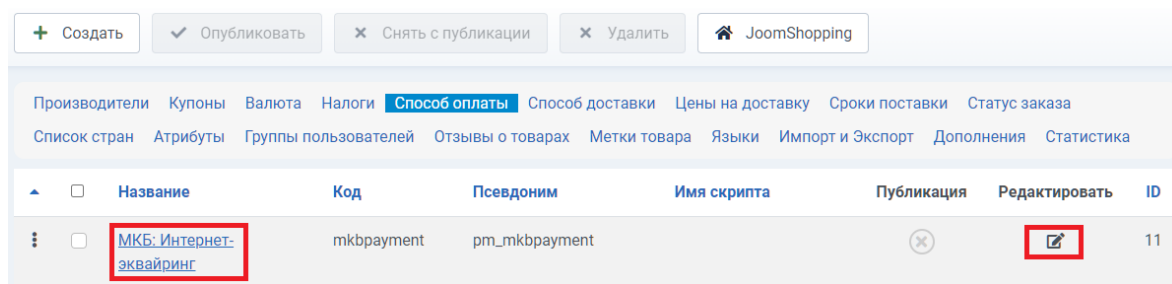 Создать Опубликовать Снять с публикации Удалить JoomShopping
Производители Купоны Валюта Налоги Способ оплаты Способ доставки Цены на доставку Сроки поставки Статус заказа
Список стран Атрибуты Группы пользователей Отзывы о товарах Метки товара Языки Импорт и Экспорт Дополнения Статистика
Название Код Псевдоним Имя скрипта Публикация Редактировать ID
МКБ: Интернет- mkbpayment pm_mkbpayment 11
эквайринг